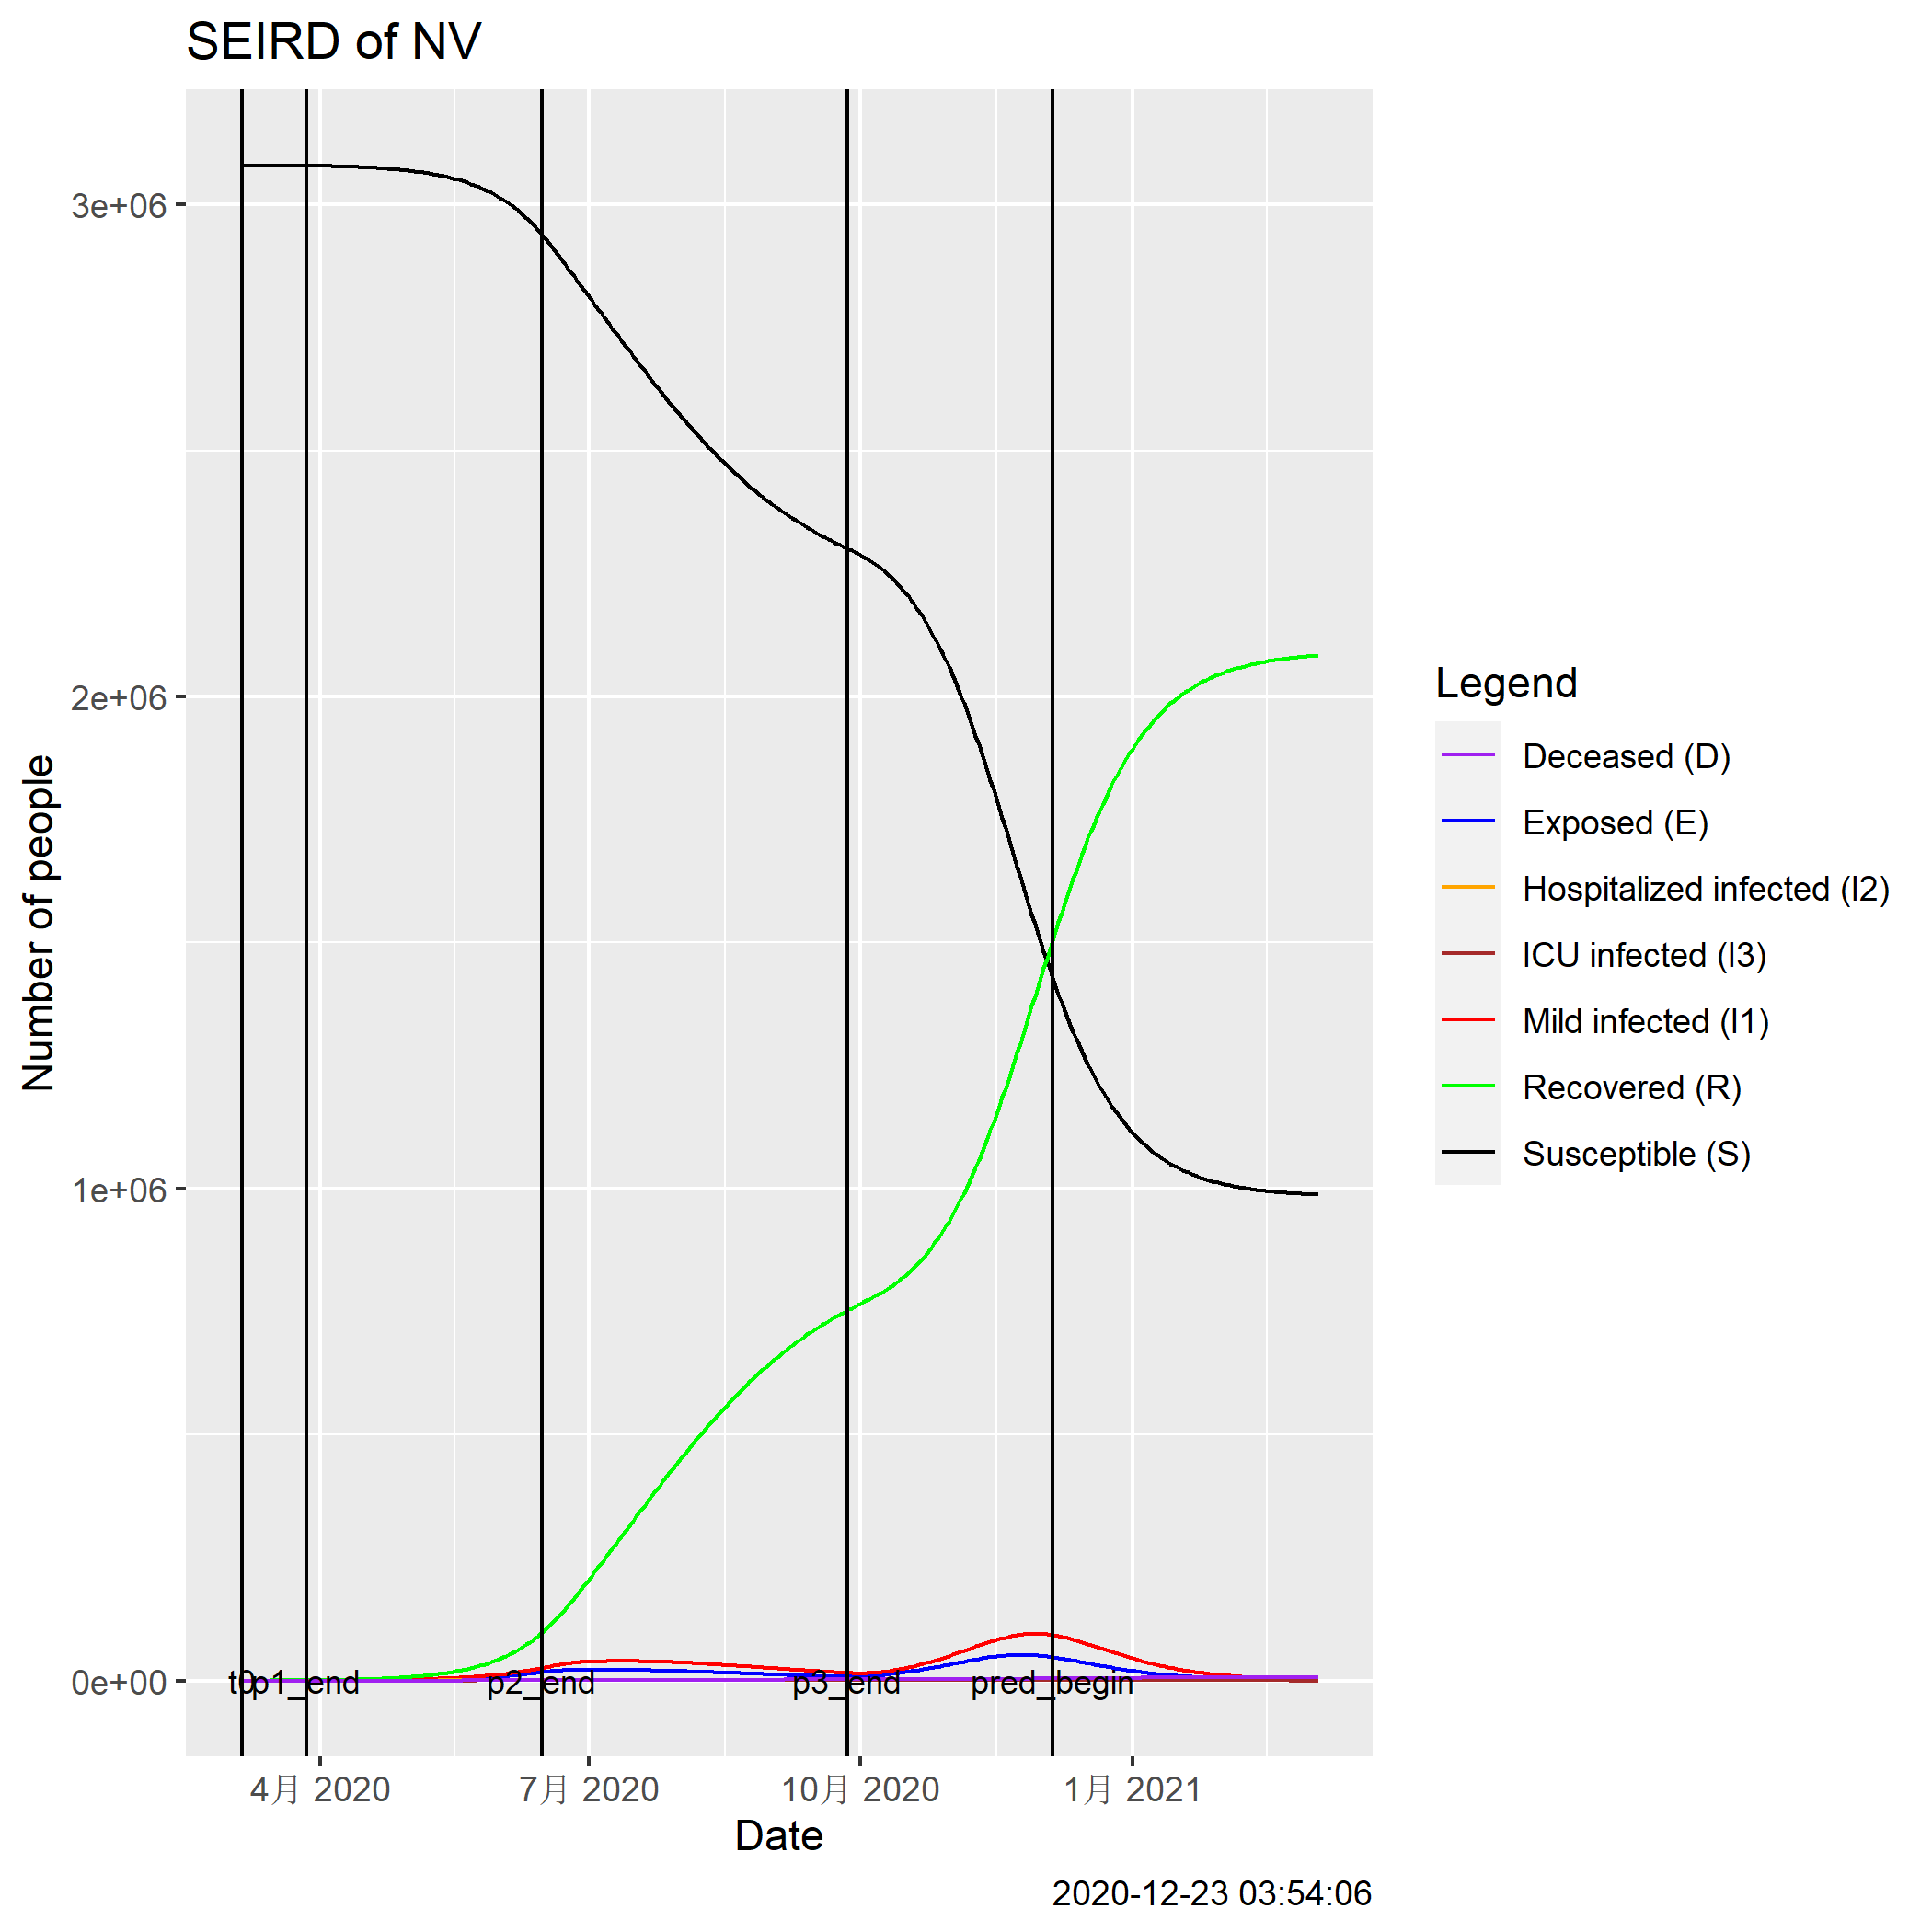 SEIRD of NV
Number of people
3e+06
2e+06
1e+06
0e+00
t0
p1_end
p2_end
p3_end
pred_begin
4月 2020
7月 2020
10月 2020
1月 2021
Date
Legend
Deceased (D)
Exposed (E)
Hospitalized infected (I2)
ICU infected (I3)
Mild infected (I1)
Recovered (R)
Susceptible (S)
2020-12-23 03:54:06